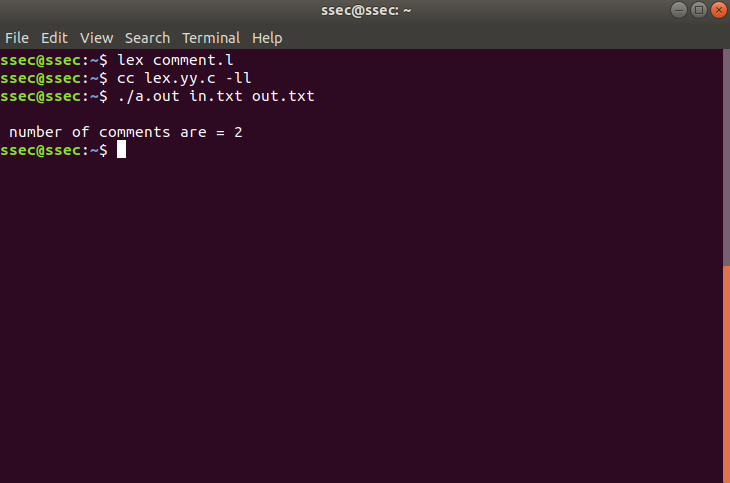 ssec@ssec: ~
File Edit View Search Terminal Help
ssec@ssec:~$ lex comment.l
ssec@ssec:~$ cc lex.yy.c -ll
ssec@ssec:~$ ./a.out in.txt out.txt
number of comments are = 2
ssec@ssec:~$